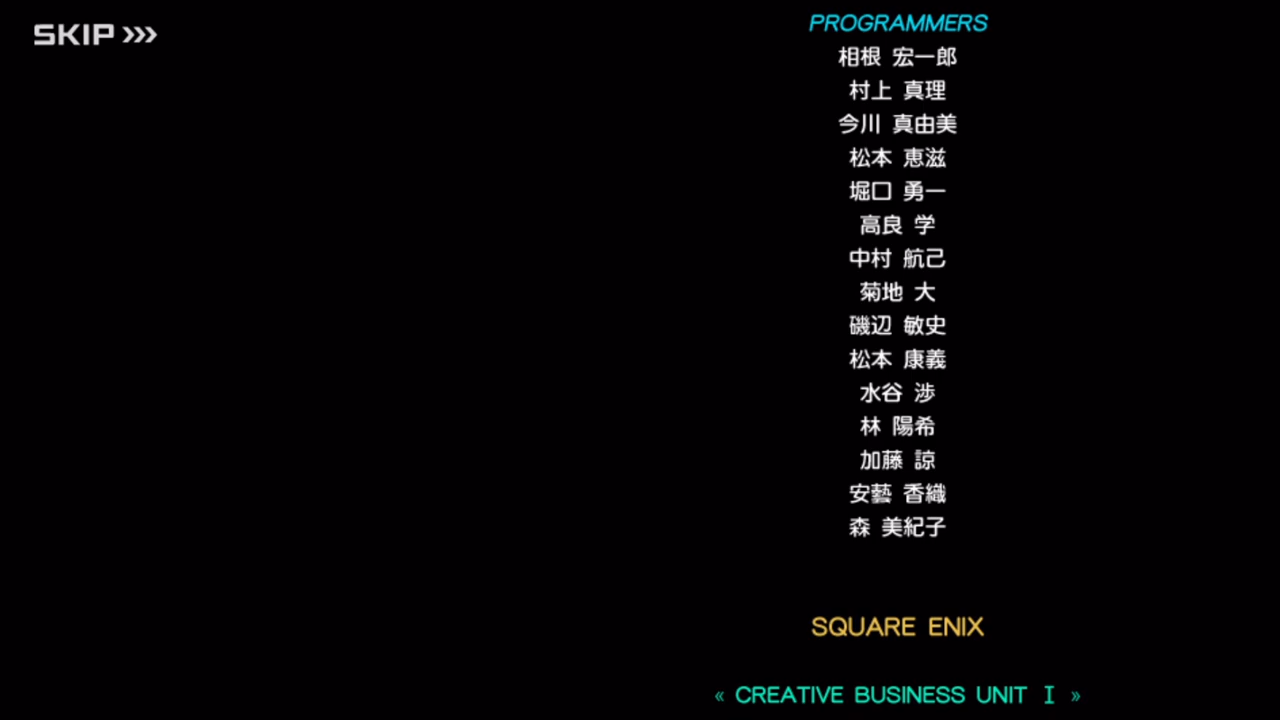 SKIP >>>
PROGRAMMERS
相根 宏一郎
村上 真理
今川 真由美
松本 恵滋
堀口 勇一
高良 学
中村 航己
菊地 大
磯辺 敏史
松本 康義
水谷 渉
林 陽希
加藤 諒
安藝 香織
森 美紀子
SQUARE ENIX
« CREATIVE BUSINESS UNIT Ⅰ »